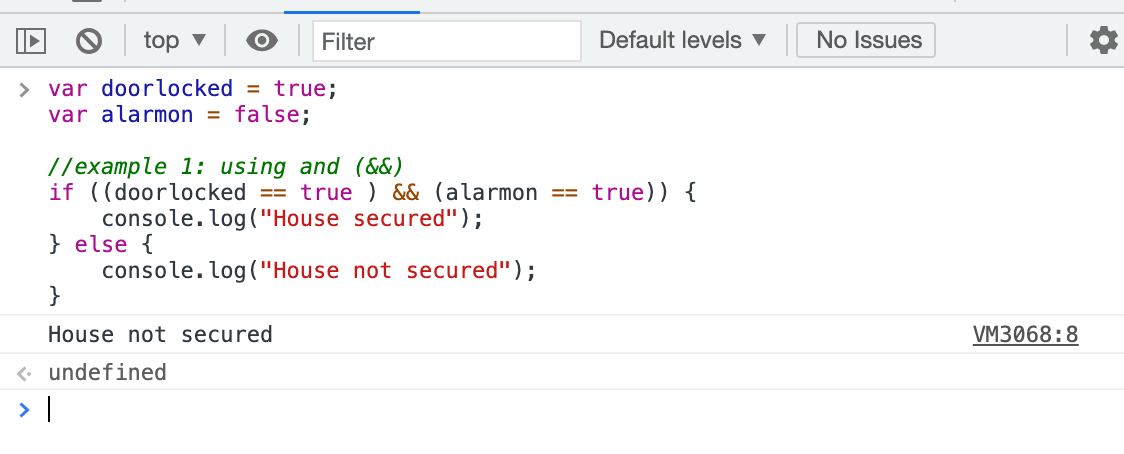 top ▼ Filter Default levels ▼ No Issues
> var doorlocked = true;
var alarmon = false;
//example 1: using and (&&)
if ((doorlocked == true ) && (alarmon == true)) {
    console.log("House secured");
} else {
    console.log("House not secured");
}
House not secured VM3068:8
undefined
>